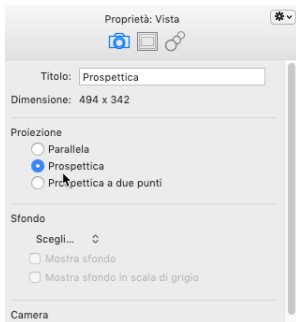 Proprietà: Vista
Titolo: Prospettica
Dimensione: 494 x 342
Proiezione
Parallela
Prospettica
Prospettica a due punti
Sfondo
Scegli...
Mostra sfondo
Mostra sfondo in scala di grigio
Camera